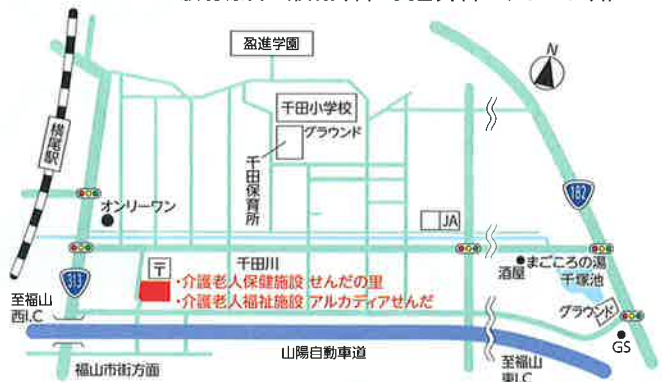 盈進学園
N
千田小学校
グラウンド
横尾駅
千田保育所
182
オンリーワン
JA
千田川
まごころの湯
酒屋
千塚池
〒
・介護老人保健施設 せんだの里
・介護老人福祉施設 アルカディアせんだ
313
至福山
西I.C
グラウンド
GS
山陽自動車道
至福山
東I.C
福山市街方面